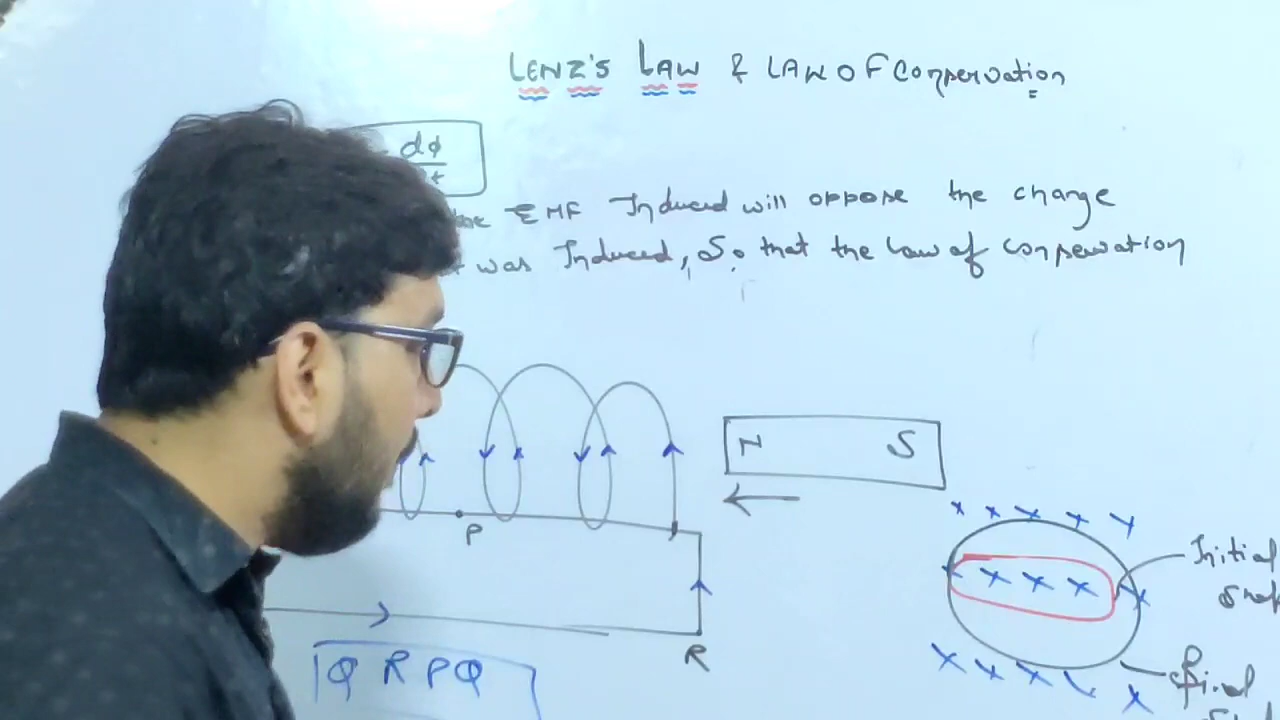 LENZ'S LAW & LAW OF Conservation
dφ
t
the EMF Induced will oppose the change
was Induced, So that the law of conservation
N S
P
Initial
R
Q R P Q
Final